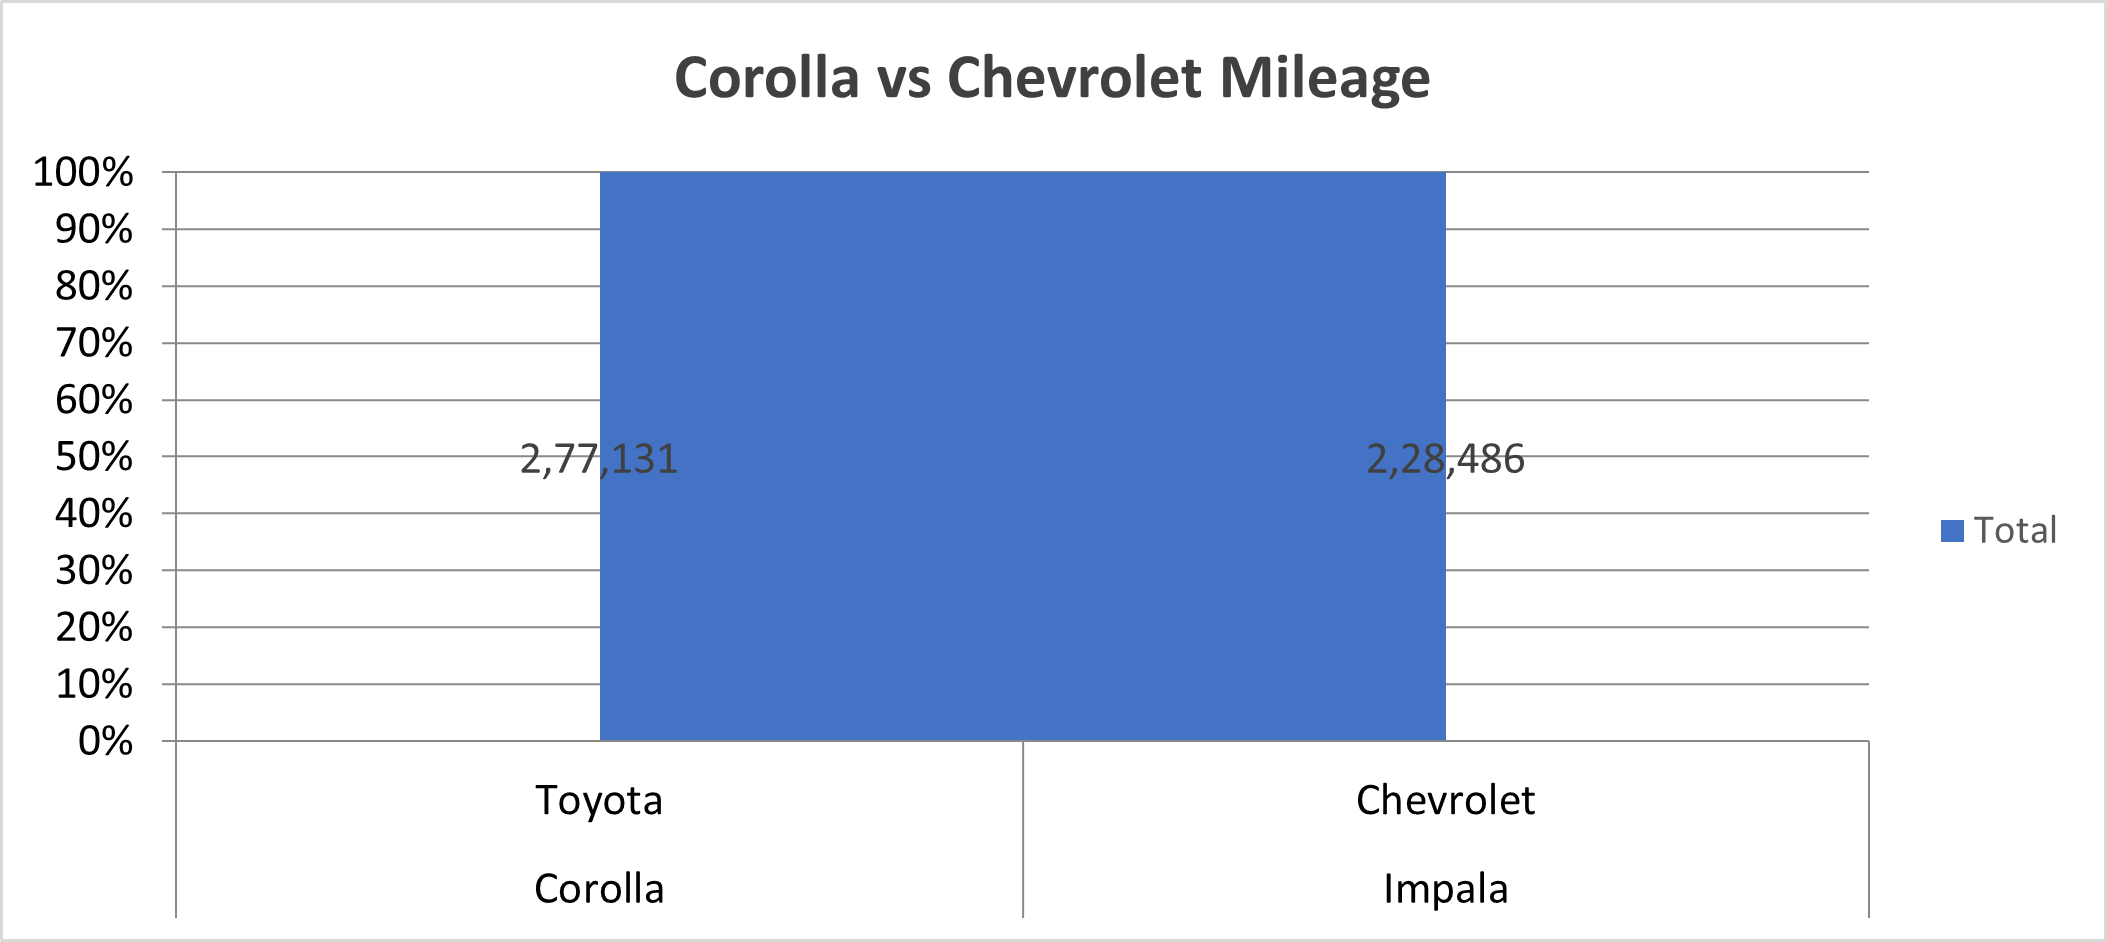 Corolla vs Chevrolet Mileage
100%
90%
80%
70%
60%
50%
40%
30%
20%
10%
0%
2,77,131
2,28,486
Total
Toyota
Chevrolet
Corolla
Impala